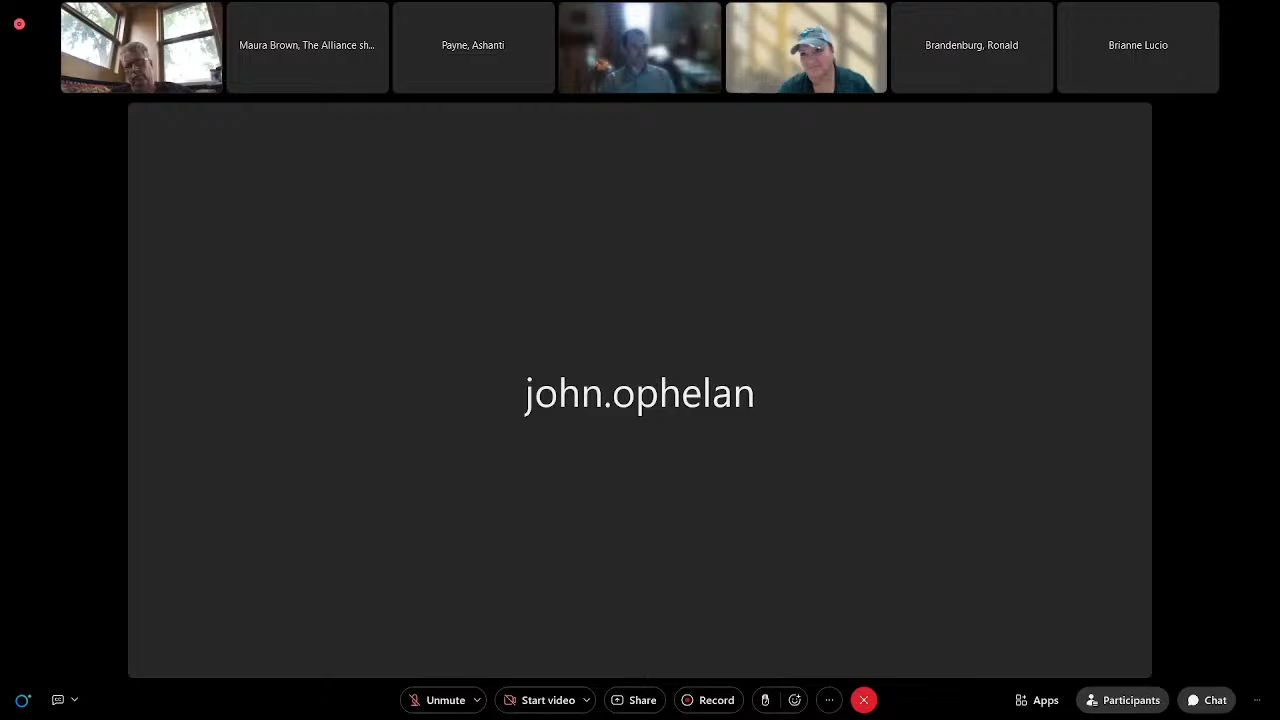 Maura Brown, The Alliance sh...
Payne, Ashanti
Brandenburg, Ronald
Brianne Lucio
john.ophelan
Unmute
Start video
Share
Record
Apps
Participants
Chat